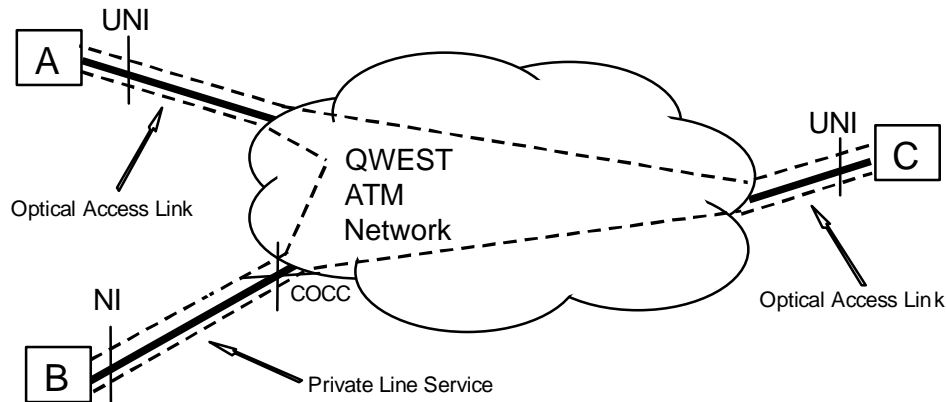 UNI
A
UNI
C
QWEST
ATM
Network
Optical Access Link
COCC
NI
Optical Access Link
B
Private Line Service